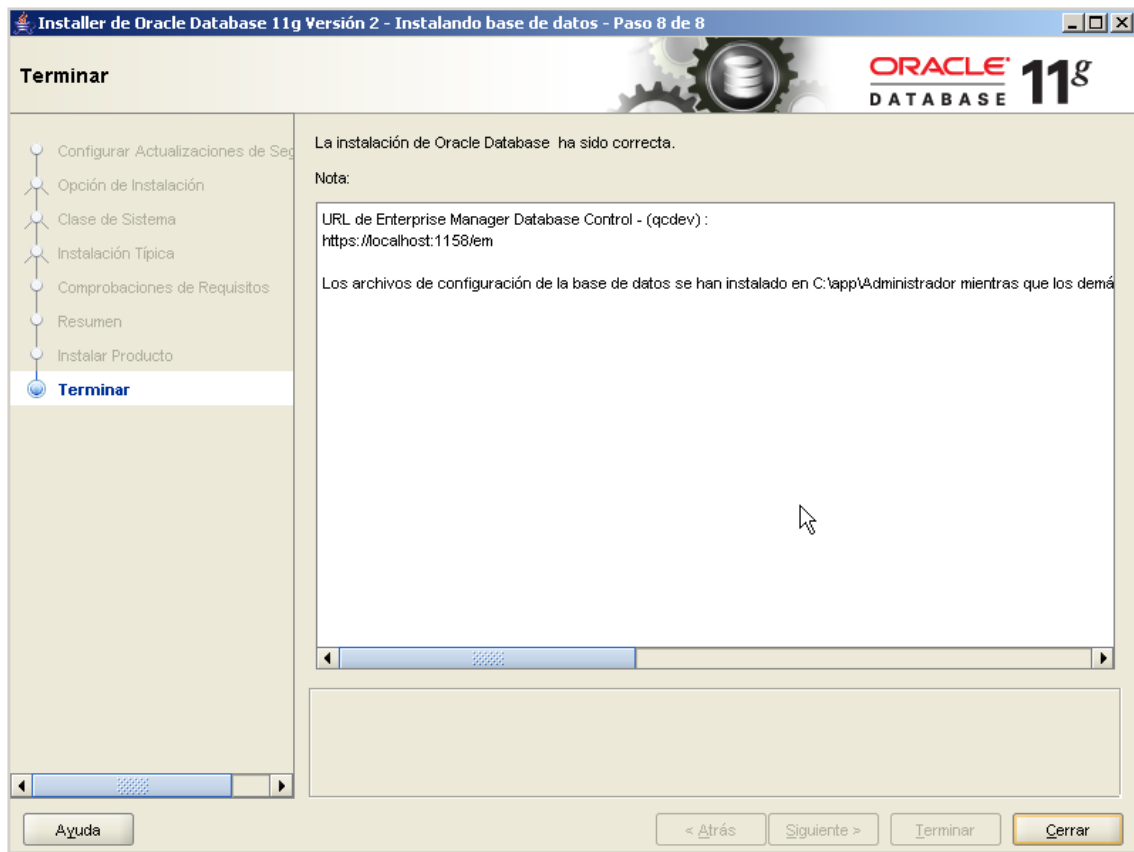 Installer de Oracle Database 11g Versión 2 - Instalando base de datos - Paso 8 de 8
Terminar
ORACLE
DATABASE
11g
Configurar Actualizaciones de Seg
Opción de Instalación
Clase de Sistema
Instalación Típica
Comprobaciones de Requisitos
Resumen
Instalar Producto
Terminar
La instalación de Oracle Database  ha sido correcta.
Nota:
URL de Enterprise Manager Database Control - (qcdev) :
https://localhost:1158/em
Los archivos de configuración de la base de datos se han instalado en C:\app\Administrador mientras que los demá
Ayuda
< Atrás
Siguiente >
Terminar
Cerrar